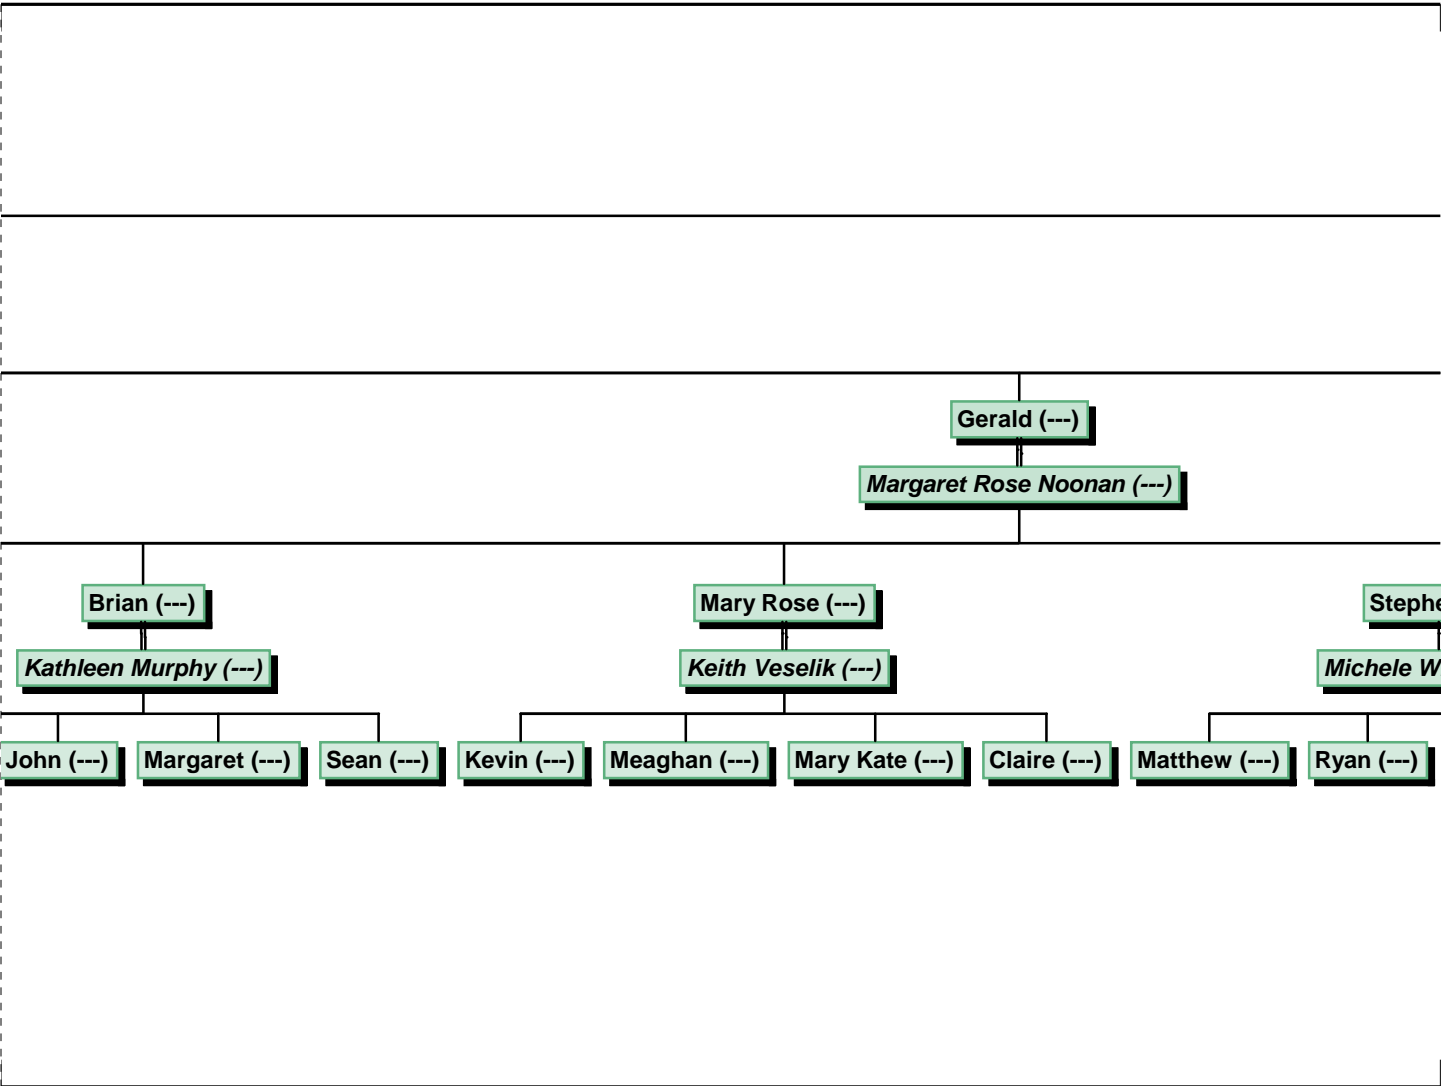 Gerald (---)
Margaret Rose Noonan (---)
Brian (---)
Mary Rose (---)
Kathleen Murphy (---)
Keith Veselik (---)
Michele
John (---)
Margaret (---)
Sean (---)
Kevin (---)
Meaghan (---)
Mary Kate (---)
Claire (---)
Matthew (---)
Ryan (---)